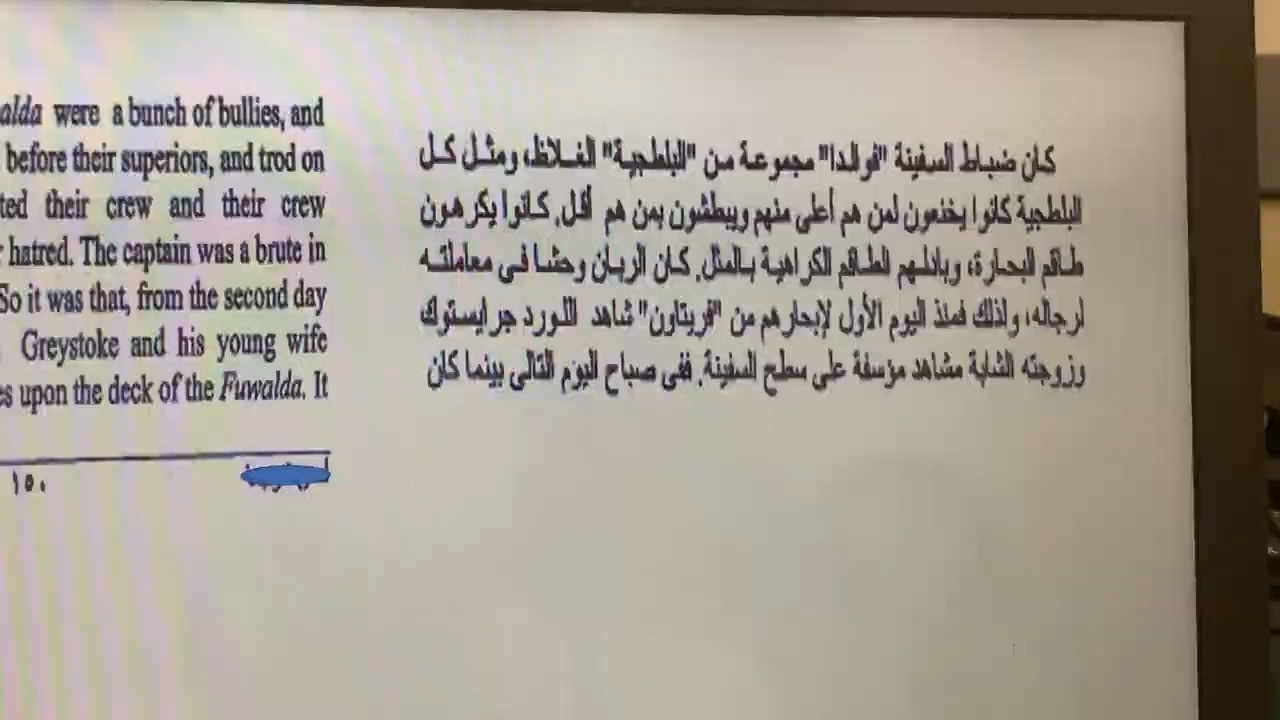 alda were a bunch of bullies, and
before their superiors, and trod on
ted their crew and their crew
hatred. The captain was a brute in
So it was that, from the second day
Greystoke and his young wife
es upon the deck of the Fuwalda. It
١٥٠
كان ضباط السفينة "فوالدا" مجموعة من "البلطجية" الغلاظ، ومثل كل
البلطجية كانوا يخنعون لمن هم أعلى منهم ويبطشون بمن هم أقل. كانوا يكرهون
طاقم البحارة، وبادلهم الطاقم الكراهية بالمثل. كان الربان وحشا فى معاملته
لرجاله، ولذلك فمنذ اليوم الأول لإبحارهم من "فريتاون" شاهد اللورد جرايستوك
وزوجته الشابة مشاهد مؤسفة على سطح السفينة. ففى صباح اليوم التالى بينما كان